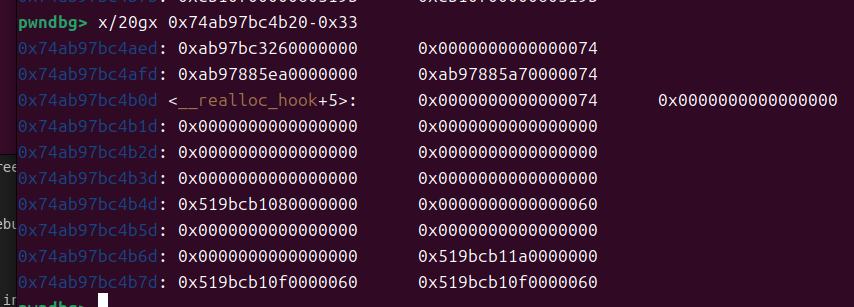 pwndbg> x/20gx 0x74ab97bc4b20-0x33
0x74ab97bc4aed: 0xab97bc3260000000 0x0000000000000074
0x74ab97bc4afd: 0xab97885ea0000000 0xab97885a70000074
0x74ab97bc4b0d <__realloc_hook+5>: 0x0000000000000074 0x0000000000000000
0x74ab97bc4b1d: 0x0000000000000000 0x0000000000000000
0x74ab97bc4b2d: 0x0000000000000000 0x0000000000000000
0x74ab97bc4b3d: 0x0000000000000000 0x0000000000000000
0x74ab97bc4b4d: 0x519bcb1080000000 0x0000000000000060
0x74ab97bc4b5d: 0x0000000000000000 0x0000000000000000
0x74ab97bc4b6d: 0x0000000000000000 0x519bcb11a0000000
0x74ab97bc4b7d: 0x519bcb10f0000060 0x519bcb10f0000060